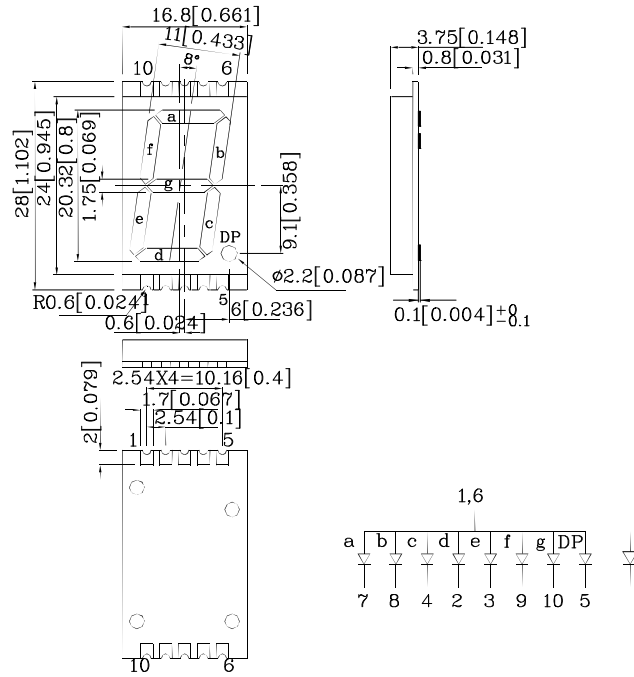 16.8[0.661]
11[0.433]
8°
10 6
a
f
b
g
e
c
d
DP
28[1.102]
24[0.945]
20.32[0.8]
1.75[0.069]
9.1[0.358]
ø2.2[0.087]
R0.6[0.024]
5
6[0.236]
0.6[0.024]
3.75[0.148]
0.8[0.031]
0.1[0.004]±0 -0.1
2.54X4=10.16[0.4]
1.7[0.067]
2.54[0.1]
2[0.079]
1 5
10 6
1,6
a b c d e f g DP
7 8 4 2 3 9 10 5